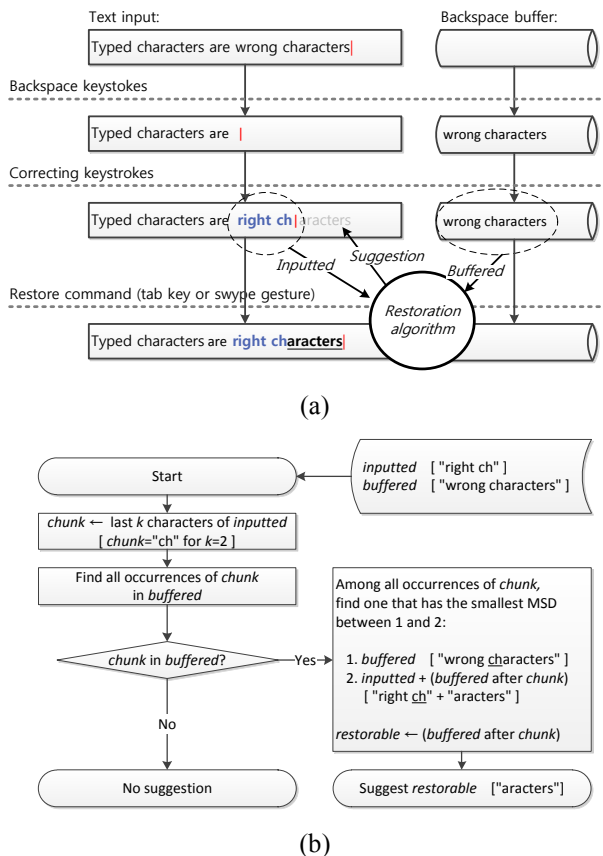 Text input:
Backspace buffer:
Typed characters are wrong characters|
Backspace keystokes
Typed characters are |
wrong characters
Correcting keystrokes
Typed characters are right ch|aracters
wrong characters
Inputted
Suggestion
Buffered
Restore command (tab key or swype gesture)
Restoration
algorithm
Typed characters are right characters|
(a)
Start
inputted [ "right ch" ]
buffered [ "wrong characters" ]
chunk ← last k characters of inputted
[ chunk="ch" for k=2 ]
Find all occurrences of chunk
in buffered
Among all occurrences of chunk,
find one that has the smallest MSD
between 1 and 2:
chunk in buffered?
Yes
1. buffered [ "wrong characters" ]
2. inputted + (buffered after chunk)
[ "right ch" + "aracters" ]
No
restorable ← (buffered after chunk)
No suggestion
Suggest restorable ["aracters"]
(b)